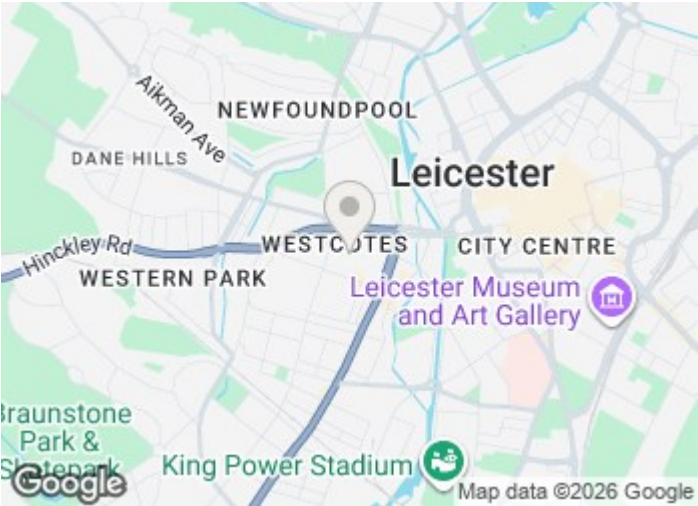 Aikman Ave
NEWFOUNDPOOL
DANE HILLS
Leicester
Hinckley Rd
WESTCOTES
CITY CENTRE
WESTERN PARK
Leicester Museum
and Art Gallery
Braunstone
Park &
Skatepark
King Power Stadium
Google
Map data ©2026 Google